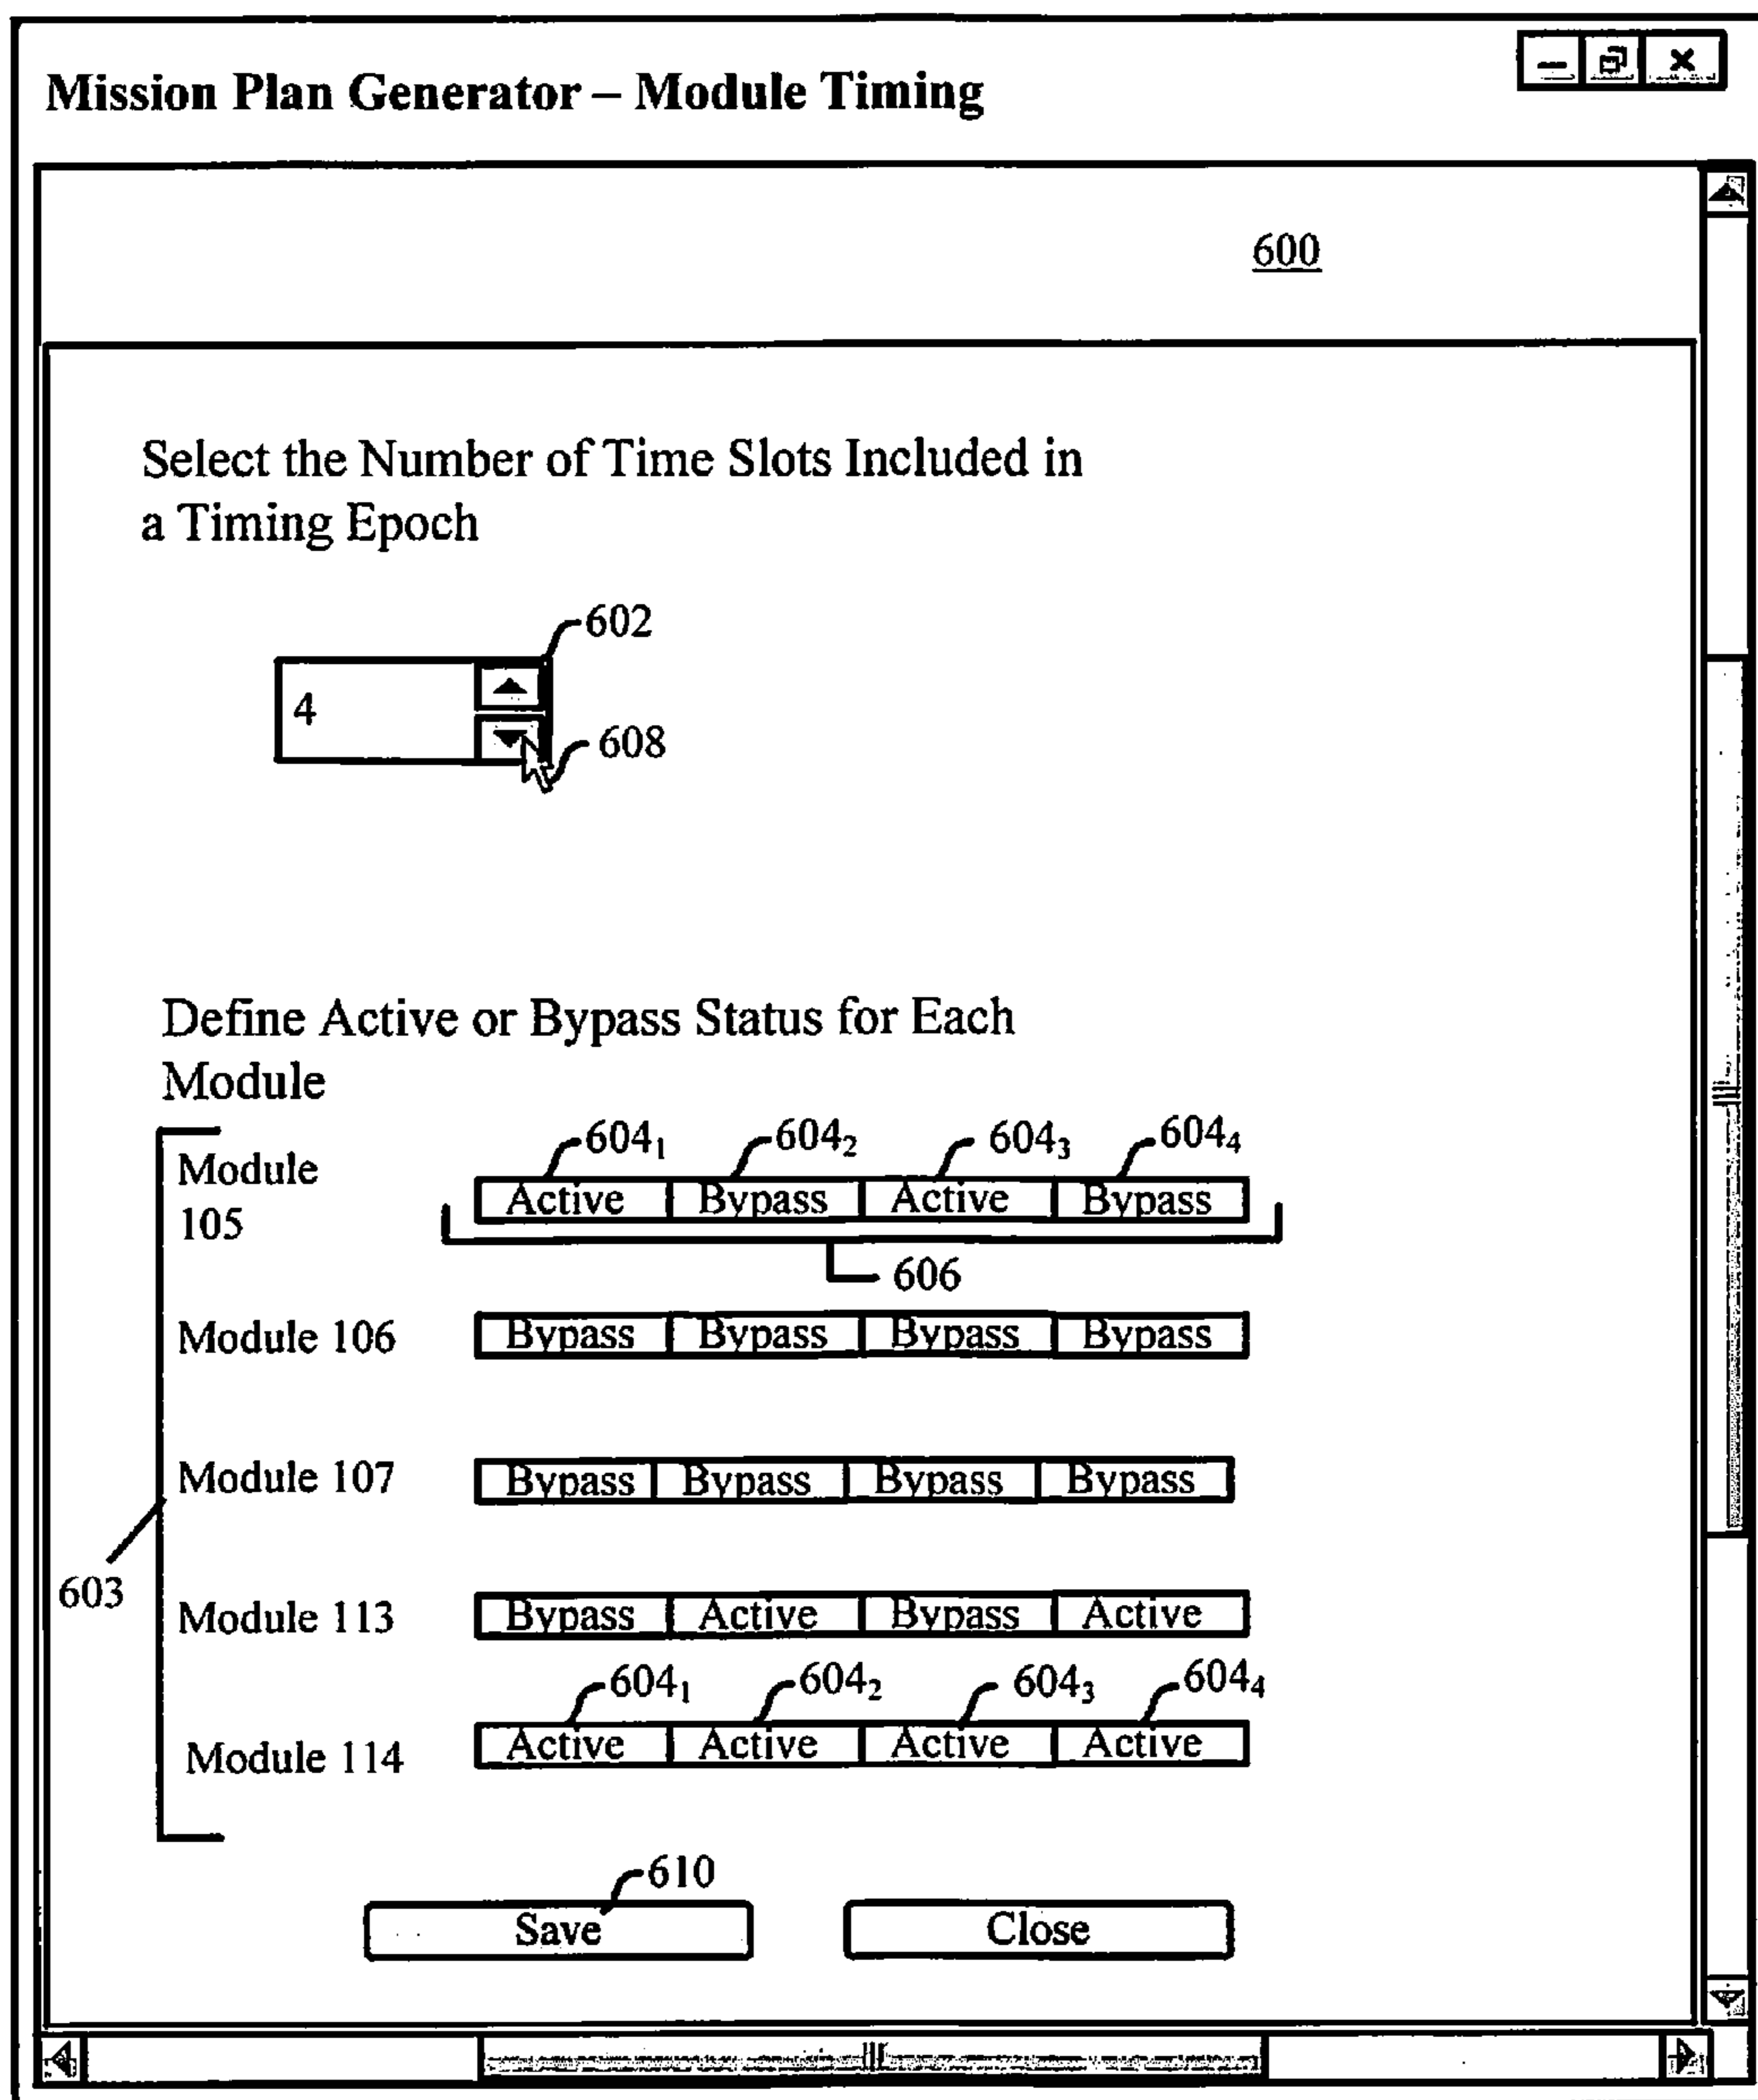 Mission Plan Generator – Module Timing
600
Select the Number of Time Slots Included in
a Timing Epoch
602
4
608
Define Active or Bypass Status for Each
Module
604₁ 604₂ 604₃ 604₄
Module
105
Active Bypass Active Bypass
606
Module 106 Bypass Bypass Bypass Bypass
Module 107 Bypass Bypass Bypass Bypass
603
Module 113 Bypass Active Bypass Active
604₁ 604₂ 604₃ 604₄
Module 114 Active Active Active Active
610
Save Close